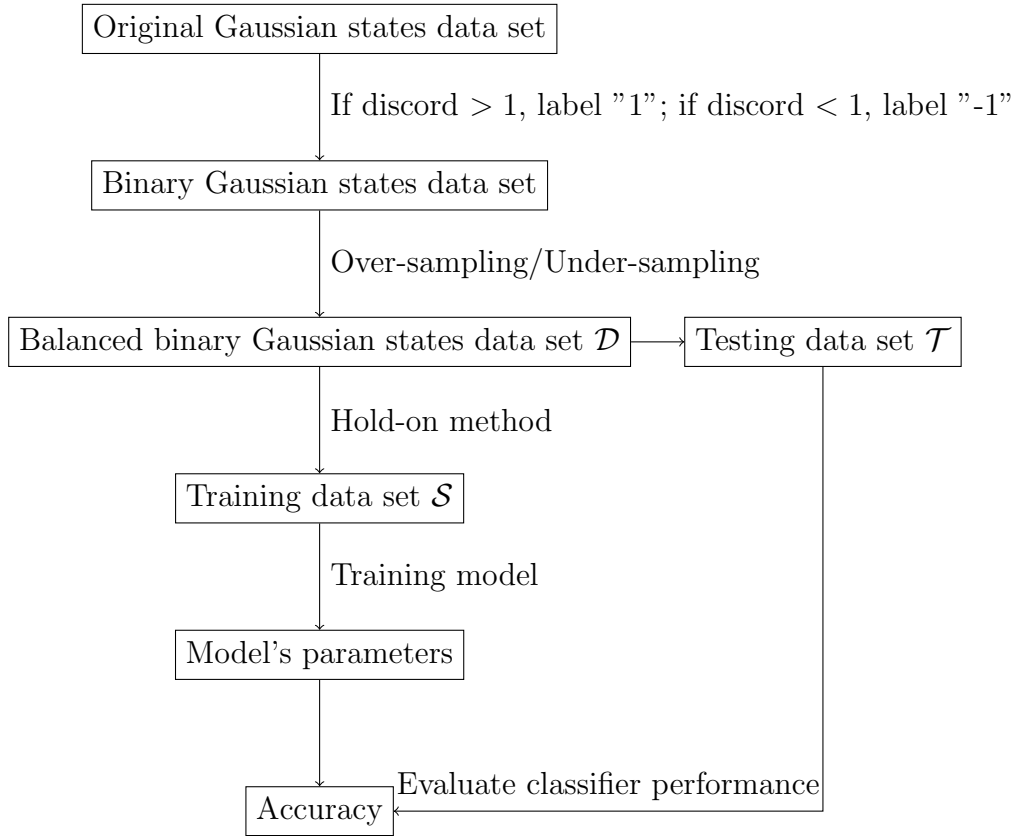 Original Gaussian states data set
If discord > 1, label ”1”; if discord < 1, label ”-1”
Binary Gaussian states data set
Over-sampling/Under-sampling
Balanced binary Gaussian states data set 𝒟
Testing data set 𝒯
Hold-on method
Training data set 𝒮
Training model
Model's parameters
Evaluate classifier performance
Accuracy